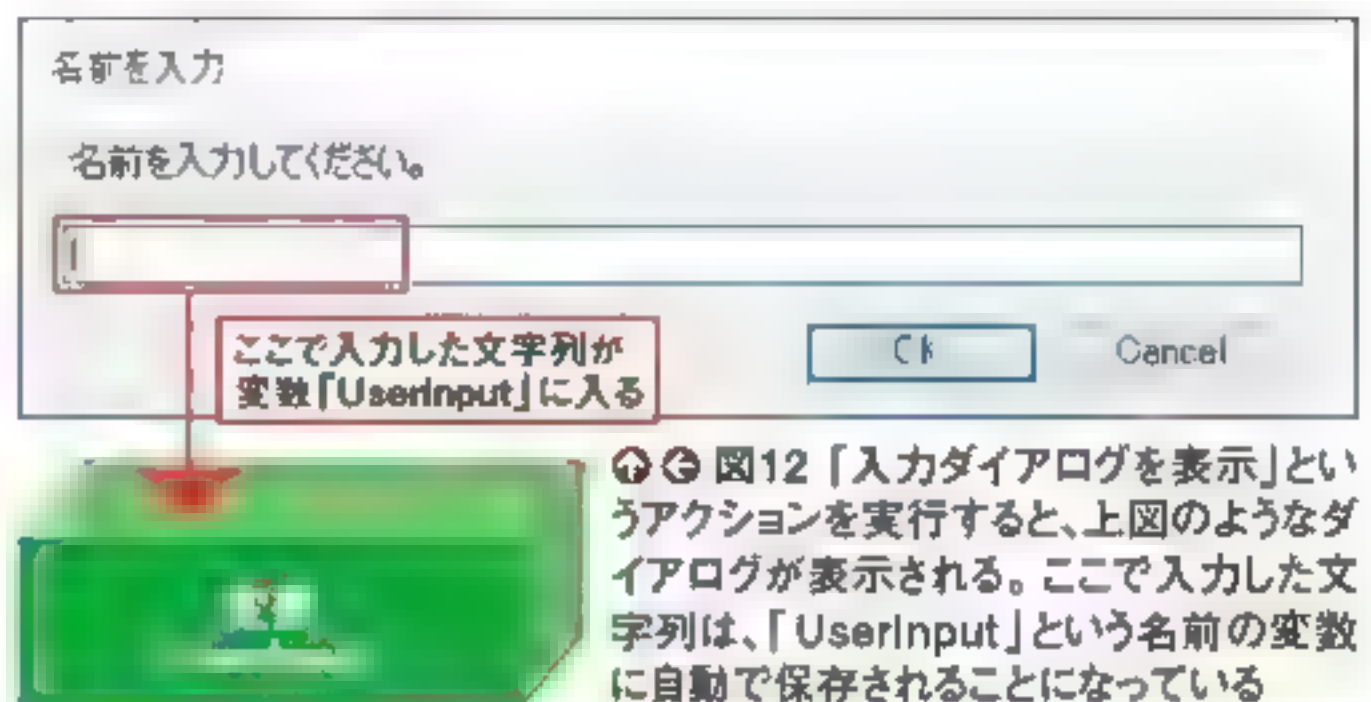 名前を入力
名前を入力してください。
ここで入力した文字列が
変数「UserInput」に入る
Cancel
図12 「入力ダイアログを表示」とい
うアクションを実行すると、上図のようなダ
イアログが表示される。ここで入力した文
字列は、「UserInput」という名前の変数
に自動で保存されることになっている